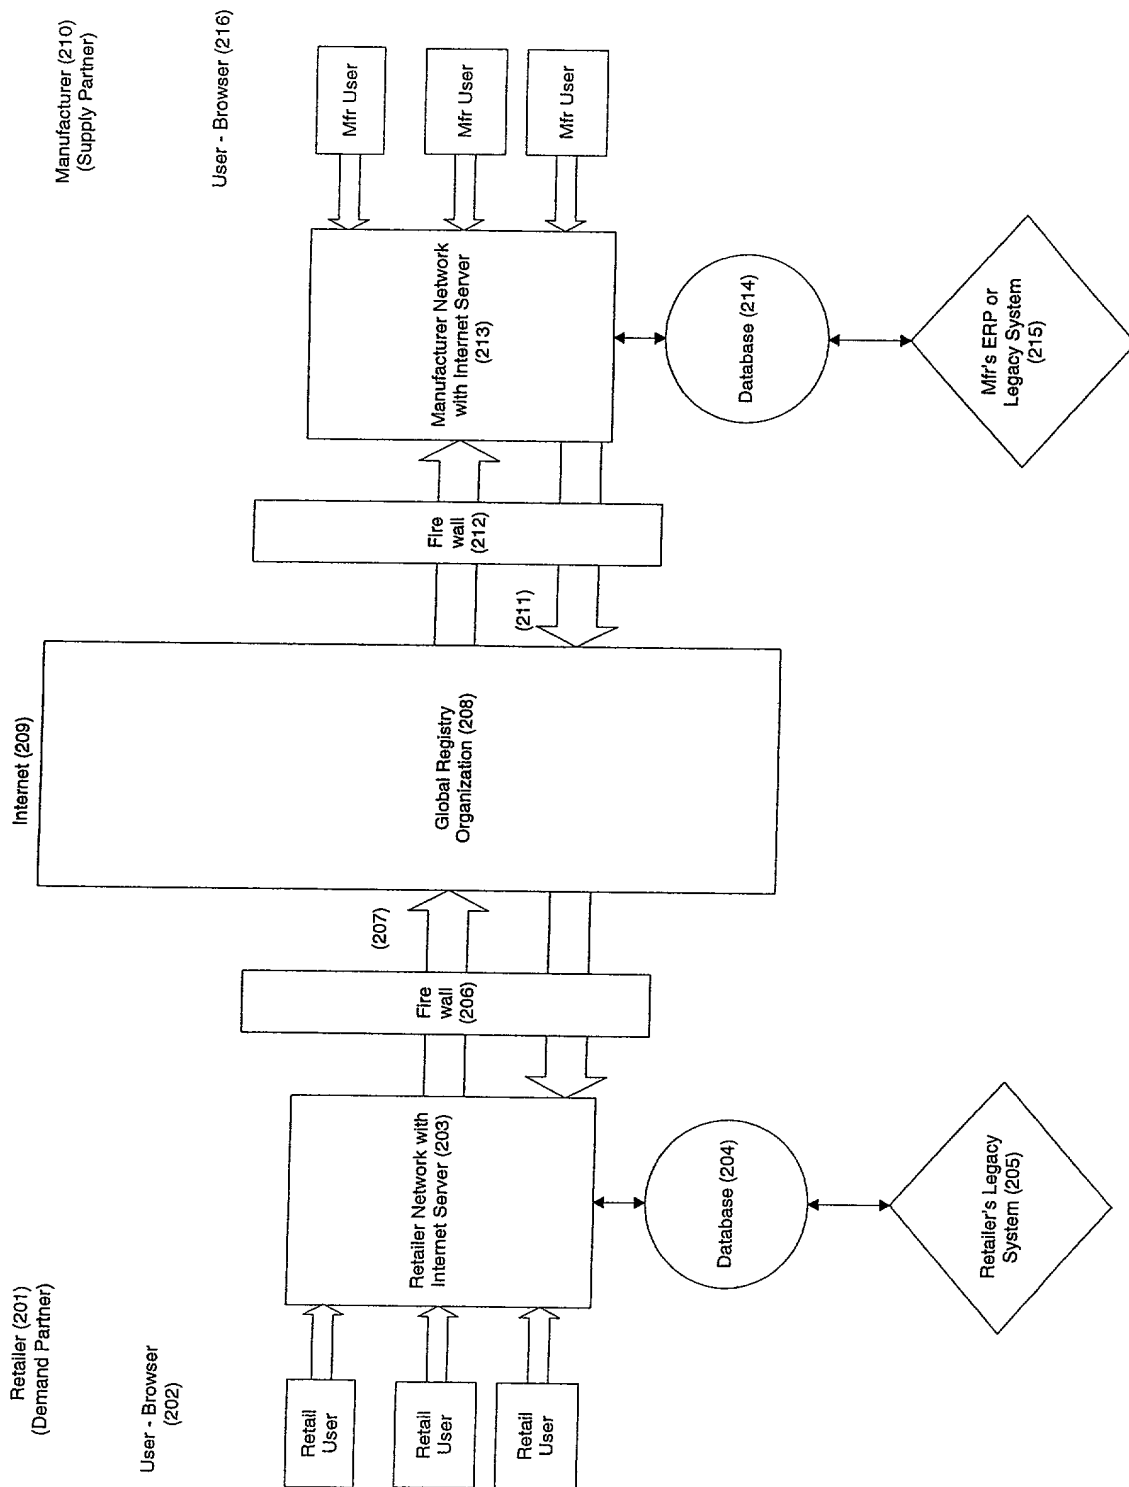 Retailer (201)
(Demand Partner)
Internet (209)
Manufacturer (210)
(Supply Partner)
User - Browser
(202)
User - Browser (216)
Retail
User
Retail
User
Retail
User
Retailer Network with
Internet Server (203)
Database (204)
Retailer's Legacy
System (205)
Fire
wall
(206)
(207)
Global Registry
Organization (208)
(211)
Fire
wall
(212)
Manufacturer Network
with Internet Server
(213)
Database (214)
Mfr's ERP or
Legacy System
(215)
Mfr User
Mfr User
Mfr User